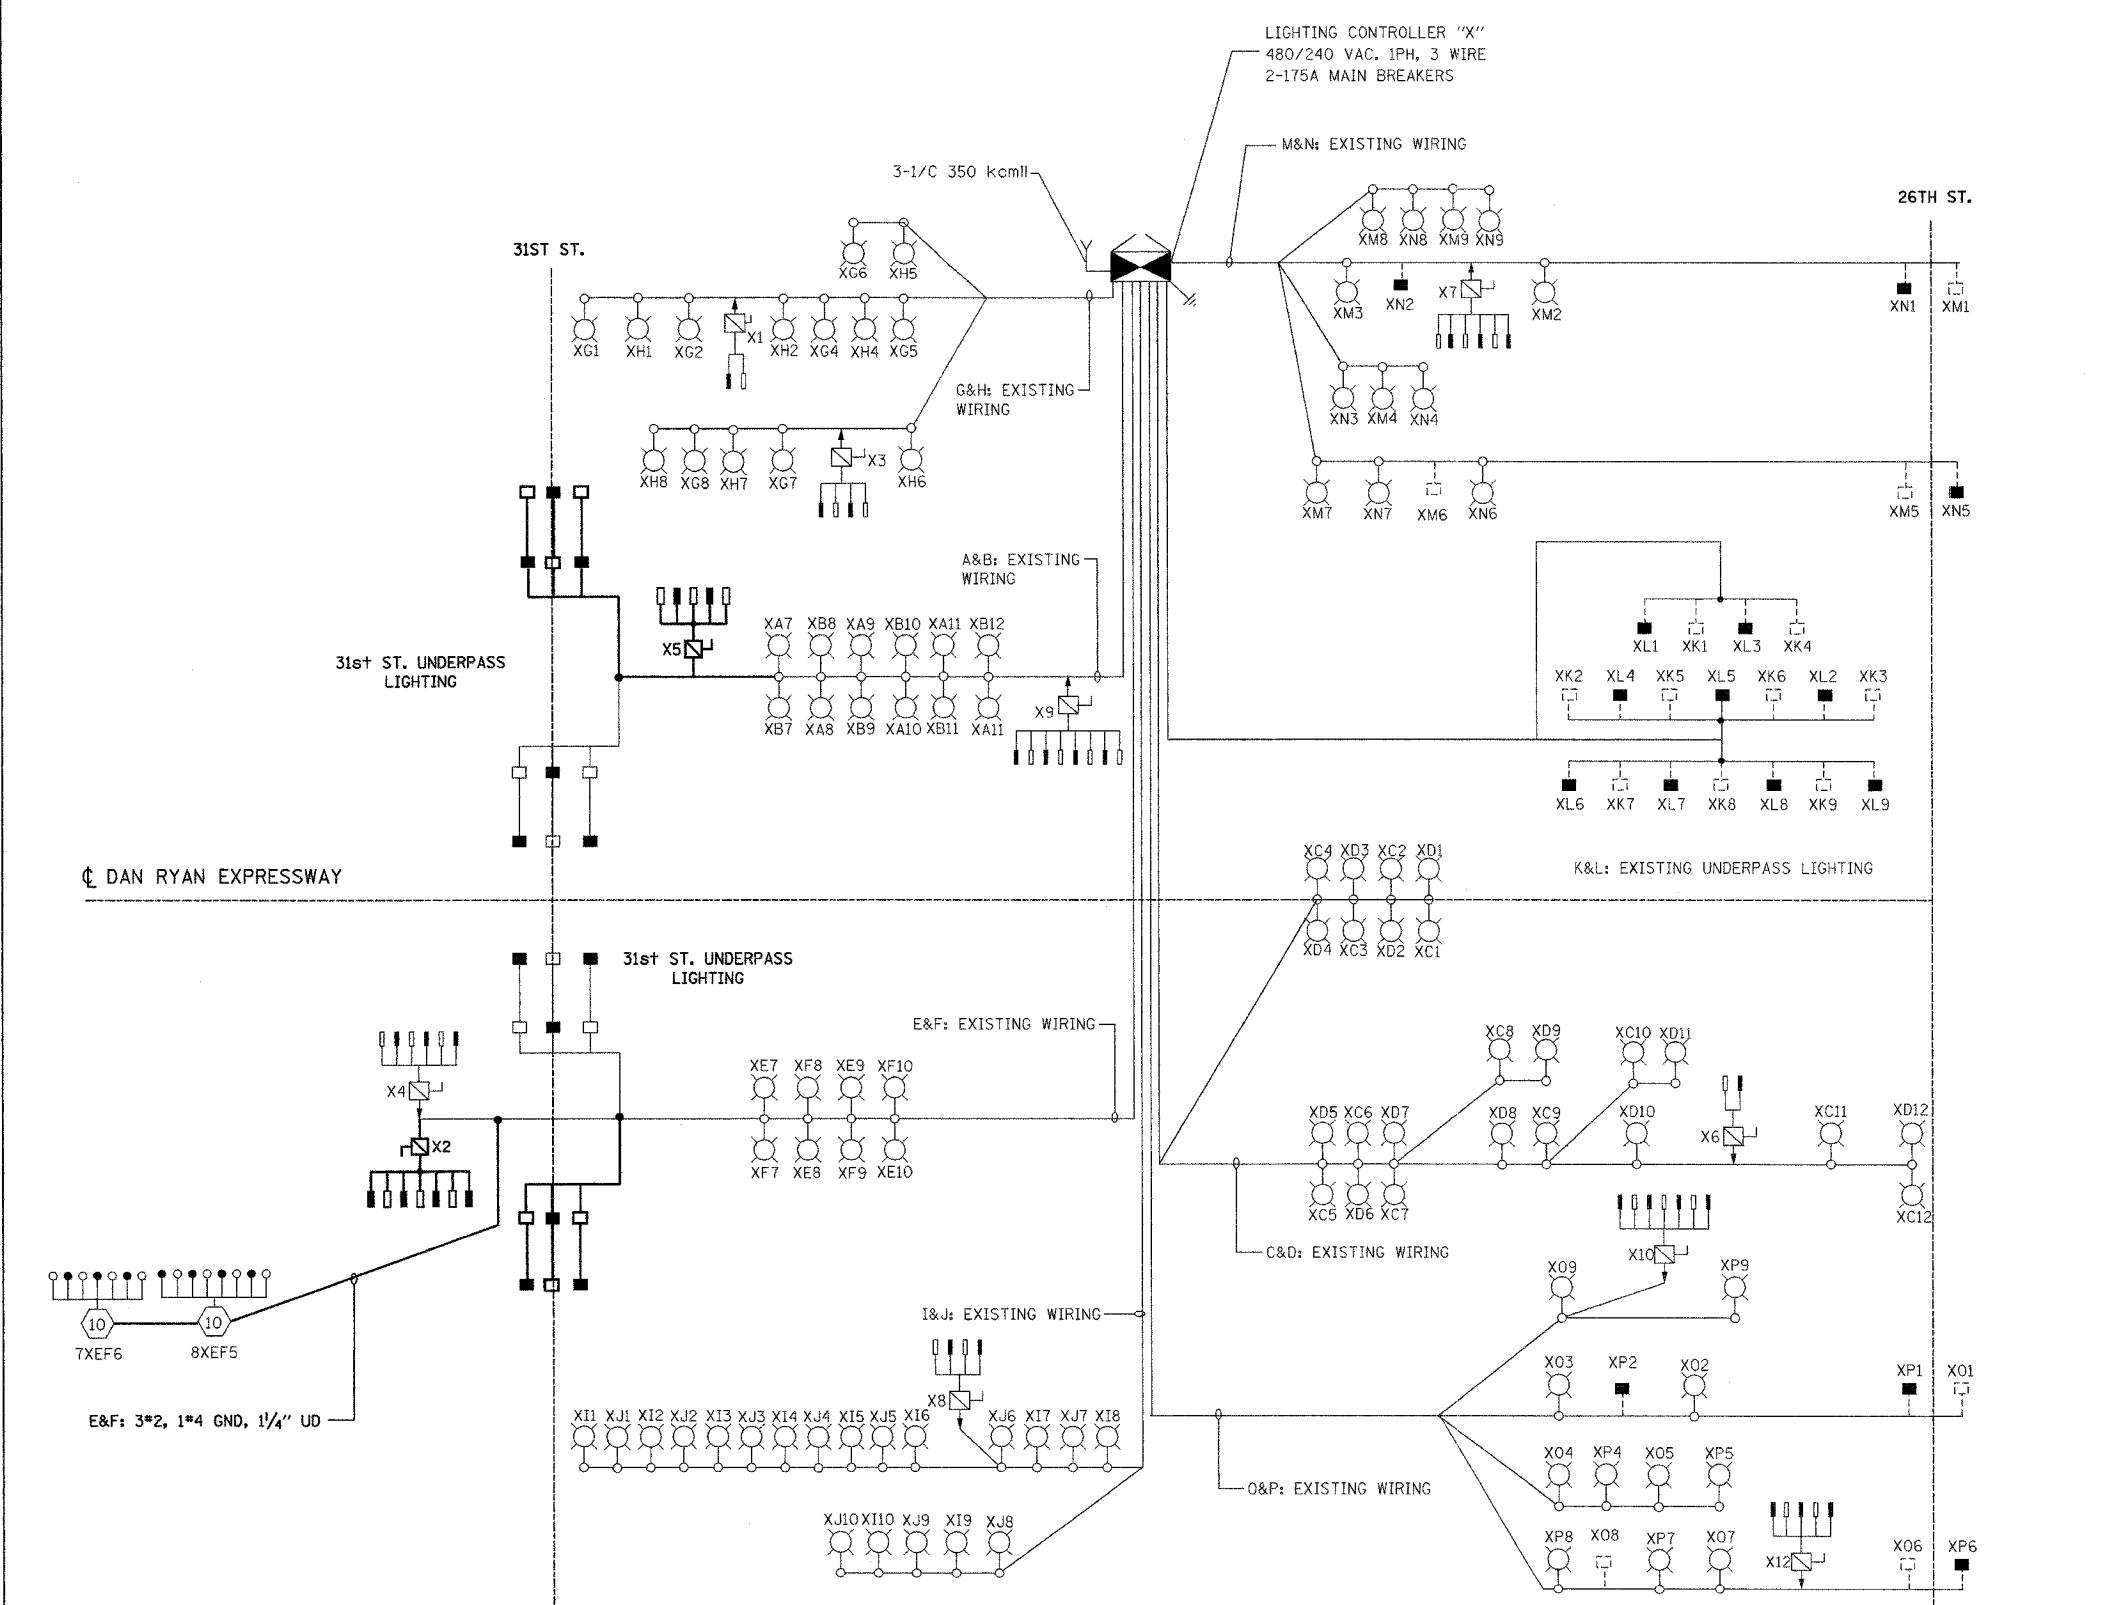 LIGHTING CONTROLLER "X"
480/240 VAC, 1PH, 3 WIRE
2-175A MAIN BREAKERS
M&N: EXISTING WIRING
3-1/C 350 kcmil
26TH ST.
31ST ST.
XM8 XN8 XM9 XN9
XG6 XH5
XM3 XN2 X7 XM2 XN1 XM1
XG1 XH1 XG2 X1 XH2 XG4 XH4 XG5
G&H: EXISTING
WIRING
XN3 XM4 XN4
XH8 XG8 XH7 XG7 X3 XH6
XM7 XN7 XM6 XN6 XM5 XN5
A&B: EXISTING
WIRING
XL1 XK1 XL3 XK4
31st ST. UNDERPASS
LIGHTING
X5
XA7 XB8 XA9 XB10 XA11 XB12
XK2 XL4 XK5 XL5 XK6 XL2 XK3
XB7 XA8 XB9 XA10 XB11 XA11
X9
XL6 XK7 XL7 XK8 XL8 XK9 XL9
K&L: EXISTING UNDERPASS LIGHTING
℄ DAN RYAN EXPRESSWAY
XC4 XD3 XC2 XD1
XD4 XC3 XD2 XC1
31st ST. UNDERPASS
LIGHTING
E&F: EXISTING WIRING
XC8 XD9 XC10 XD11
X4
X2
XE7 XF8 XE9 XF10
XF7 XE8 XF9 XE10
XD5 XC6 XD7 XD8 XC9 XD10 X6 XC11 XD12
XC5 XD6 XC7 XC12
C&D: EXISTING WIRING
X10
XO9 XP9
10 10
7XEF6 8XEF5
I&J: EXISTING WIRING
E&F: 3#2, 1#4 GND, 1¼" UD
XO3 XP2 XO2 XP1 XO1
X8
XI1 XJ1 XI2 XJ2 XI3 XJ3 XI4 XJ4 XI5 XJ5 XI6 XJ6 XI7 XJ7 XI8
XO4 XP4 XO5 XP5
O&P: EXISTING WIRING
XJ10 XI10 XJ9 XI9 XJ8
XP8 XO8 XP7 XO7 X12 XO6 XP6